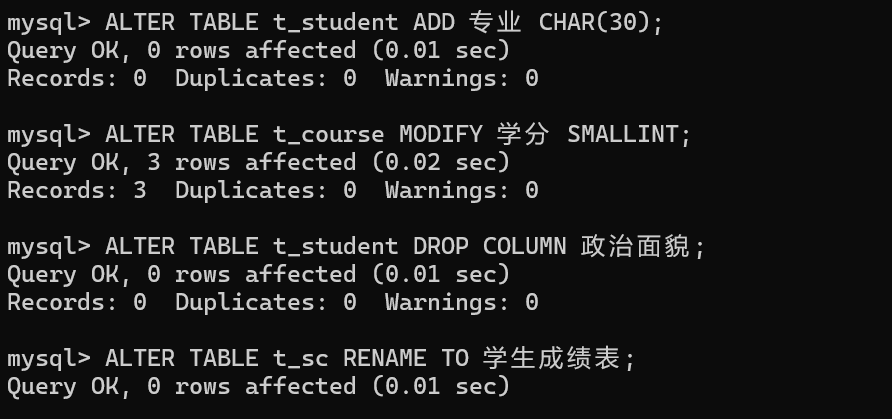 mysql> ALTER TABLE t_student ADD 专业 CHAR(30);
Query OK, 0 rows affected (0.01 sec)
Records: 0  Duplicates: 0  Warnings: 0
mysql> ALTER TABLE t_course MODIFY 学分 SMALLINT;
Query OK, 3 rows affected (0.02 sec)
Records: 3  Duplicates: 0  Warnings: 0
mysql> ALTER TABLE t_student DROP COLUMN 政治面貌;
Query OK, 0 rows affected (0.01 sec)
Records: 0  Duplicates: 0  Warnings: 0
mysql> ALTER TABLE t_sc RENAME TO 学生成绩表;
Query OK, 0 rows affected (0.01 sec)